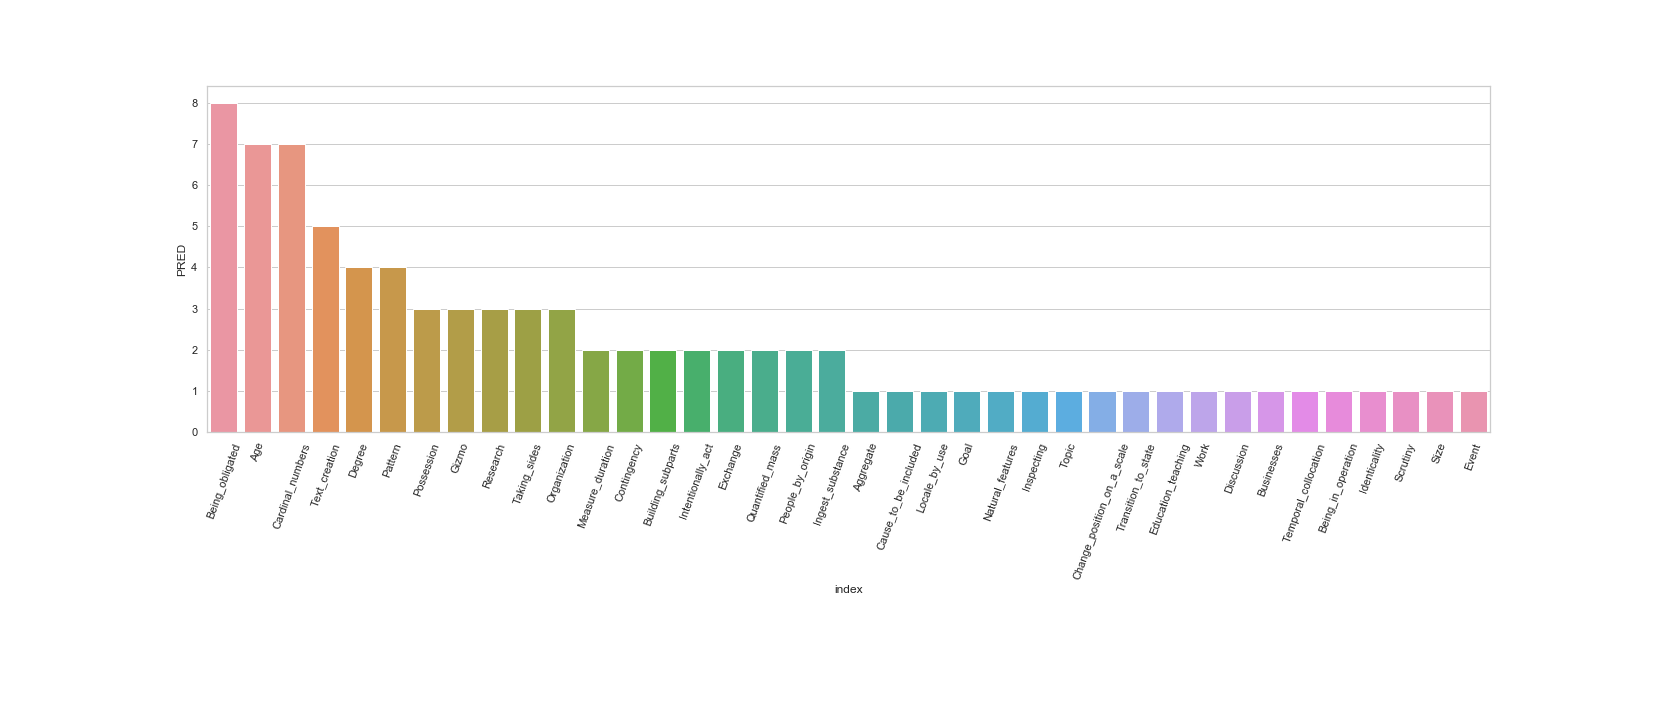 8
7
6
5
4
3
2
1
0
PRED
Being_obligated
Age
Cardinal_numbers
Text_creation
Degree
Pattern
Possession
Gizmo
Research
Taking_sides
Organization
Measure_duration
Contingency
Building_subparts
Intentionally_act
Exchange
Quantified_mass
People_by_origin
Ingest_substance
Aggregate
Cause_to_be_included
Locale_by_use
Goal
Natural_features
Inspecting
Topic
Change_position_on_a_scale
Transition_to_state
Education_teaching
Work
Discussion
Businesses
Temporal_collocation
Being_in_operation
Identicality
Scrutiny
Size
Event
index